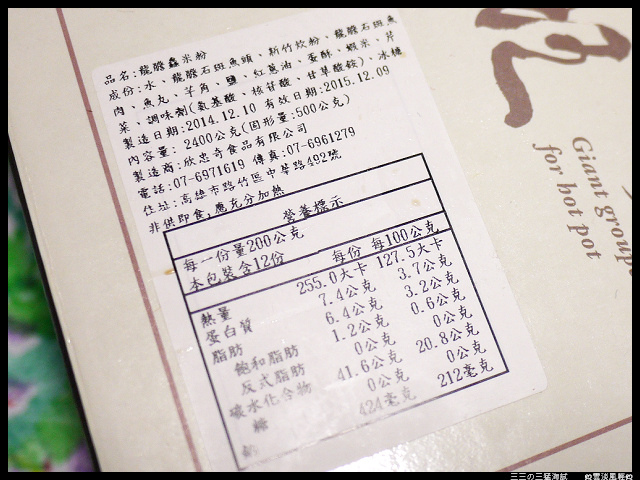 品名:龍膽鱻米粉
成份:水、龍膽石斑魚頭、新竹炊粉、龍膽石斑魚
肉、魚丸、芋角、鹽、紅蔥油、蛋酥、蝦米、芹
菜、調味劑(氨基酸、核苷酸、甘草酸銨)、冰糖
製造日期:2014.12.10 有效日期:2015.12.09
內容量: 2400公克(固形量:500公克)
製造商:欣忠奇食品有限公司
電話:07-6971619 傳真:07-6961279
住址:高雄市路竹區中華路492號
非供即食,應充分加熱
營養標示
每一份量200公克
本包裝含12份
每份 每100公克
熱量 255.0大卡 127.5大卡
蛋白質 7.4公克 3.7公克
脂肪 6.4公克 3.2公克
飽和脂肪 1.2公克 0.6公克
反式脂肪 0公克 0公克
碳水化合物 41.6公克 20.8公克
糖 0公克 0公克
鈉 424毫克 212毫克
Giant group
for hot pot
三三の三猛海賊